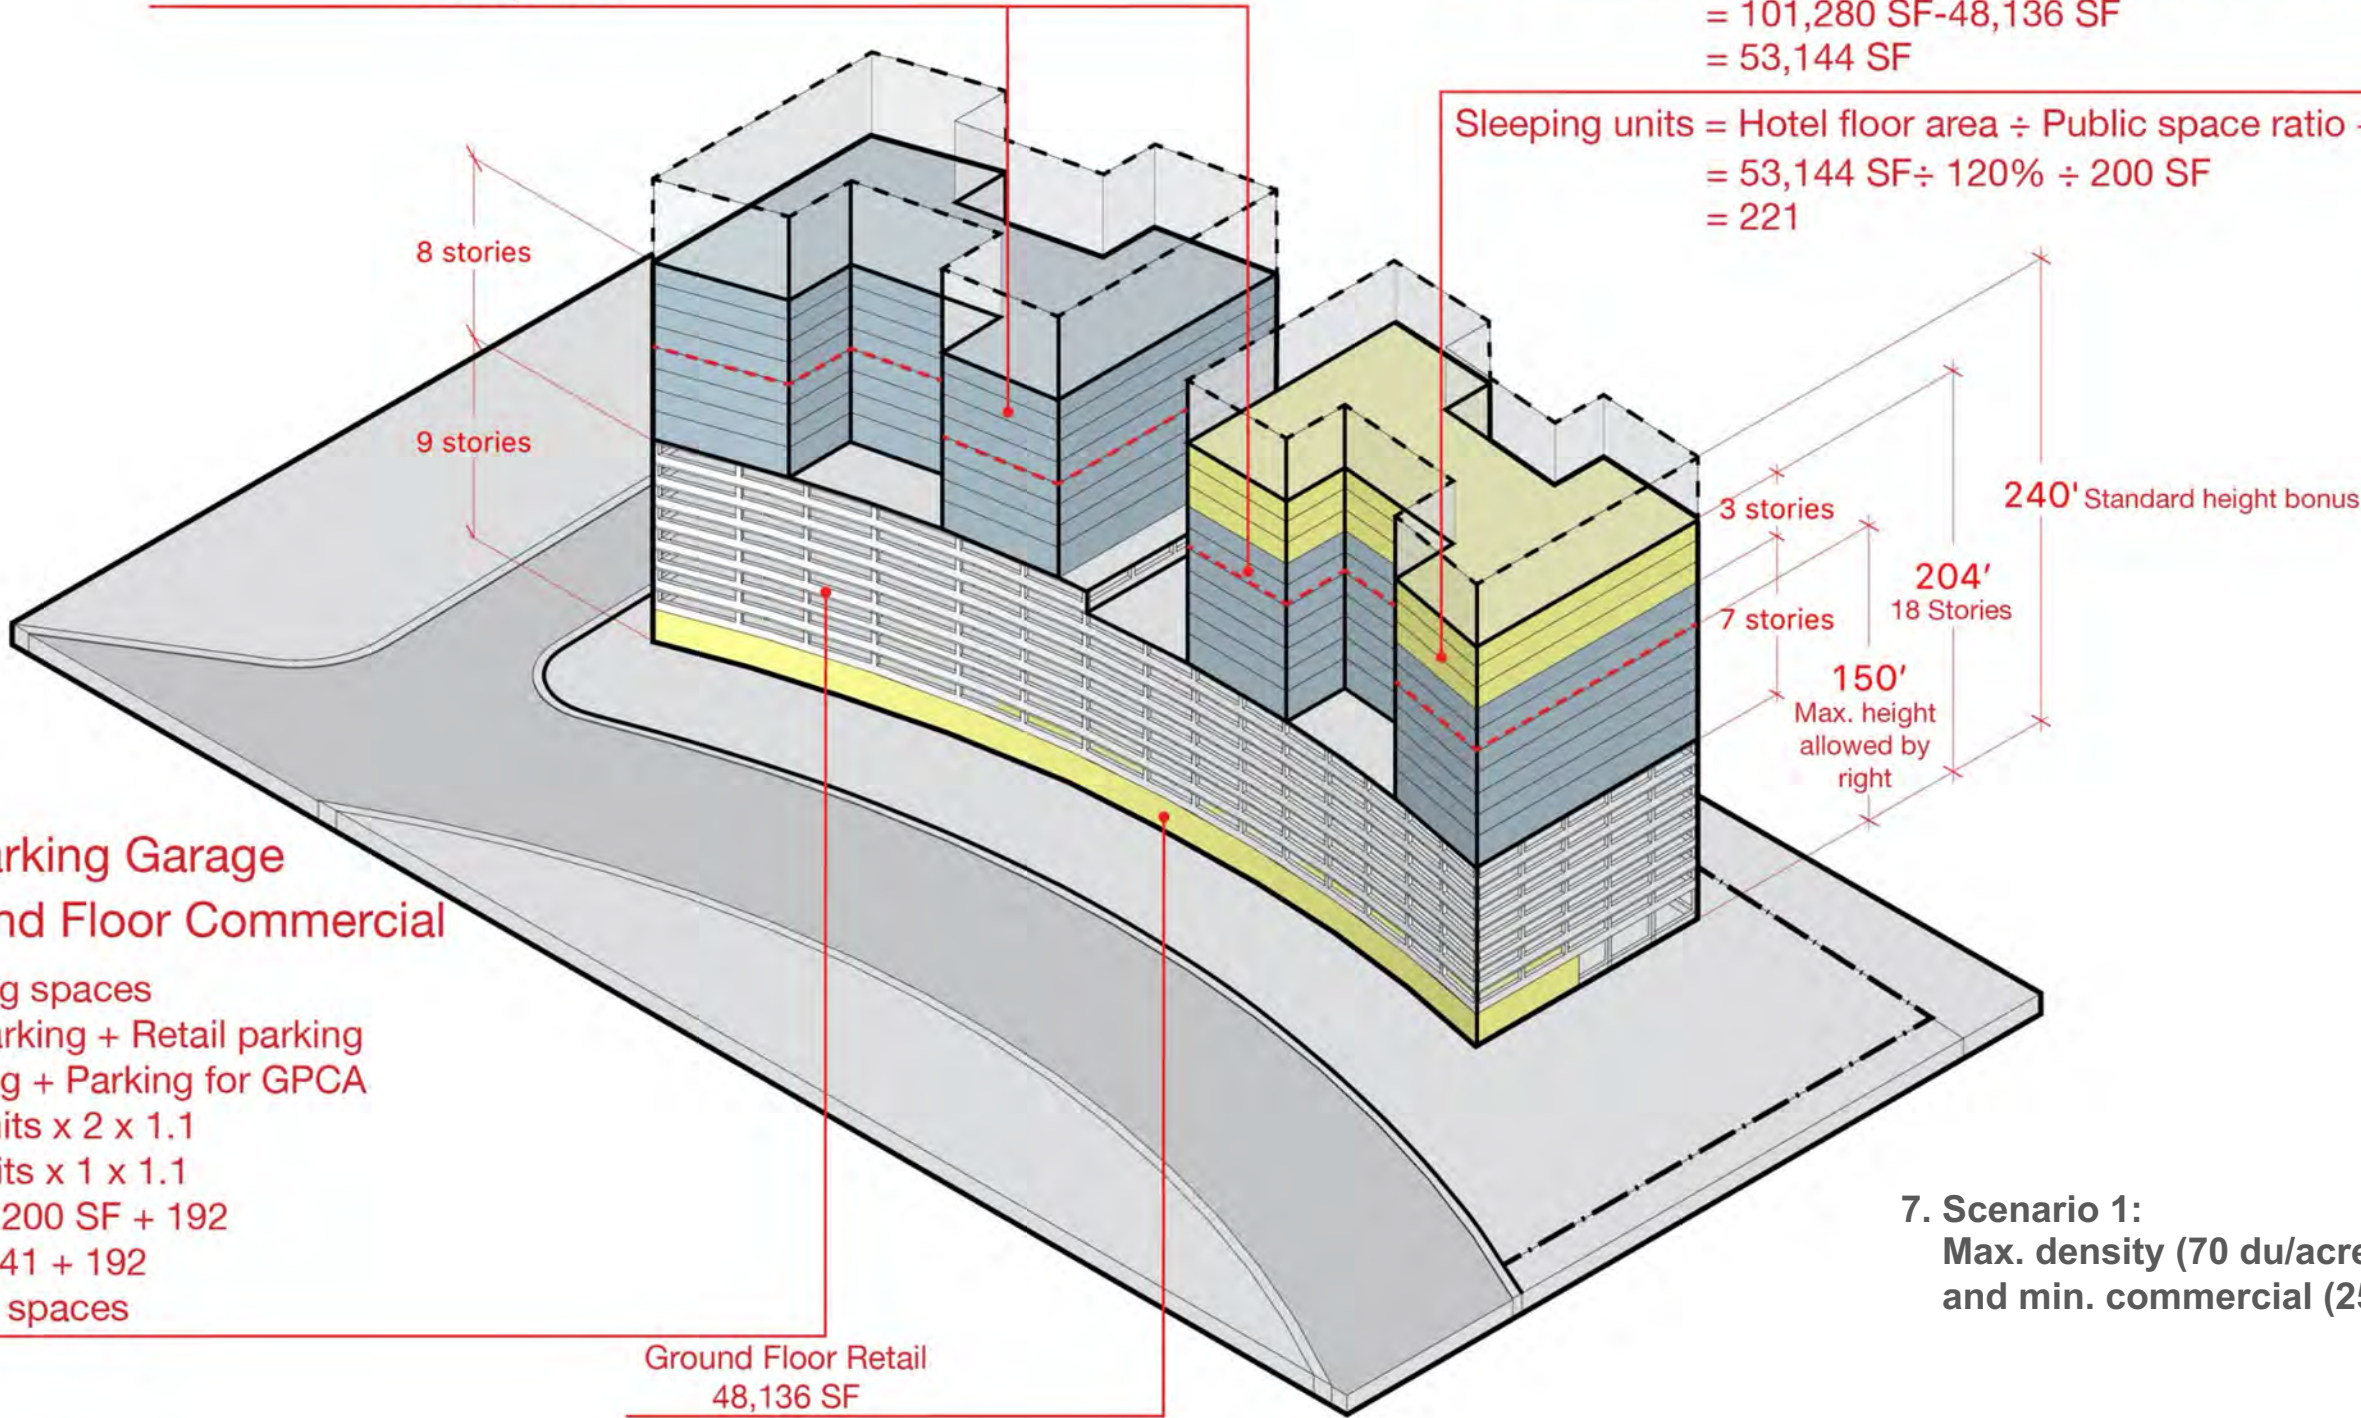 = 101,280 SF-48,136 SF
= 53,144 SF
Sleeping units = Hotel floor area ÷ Public space ratio
= 53,144 SF÷ 120% ÷ 200 SF
= 221
8 stories
9 stories
3 stories
7 stories
240' Standard height bonus
204'
18 Stories
150'
Max. height
allowed by
right
arking Garage
nd Floor Commercial
g spaces
arking + Retail parking
g + Parking for GPCA
its x 2 x 1.1
its x 1 x 1.1
200 SF + 192
41 + 192
spaces
Ground Floor Retail
48,136 SF
7. Scenario 1:
Max. density (70 du/acre
and min. commercial (25